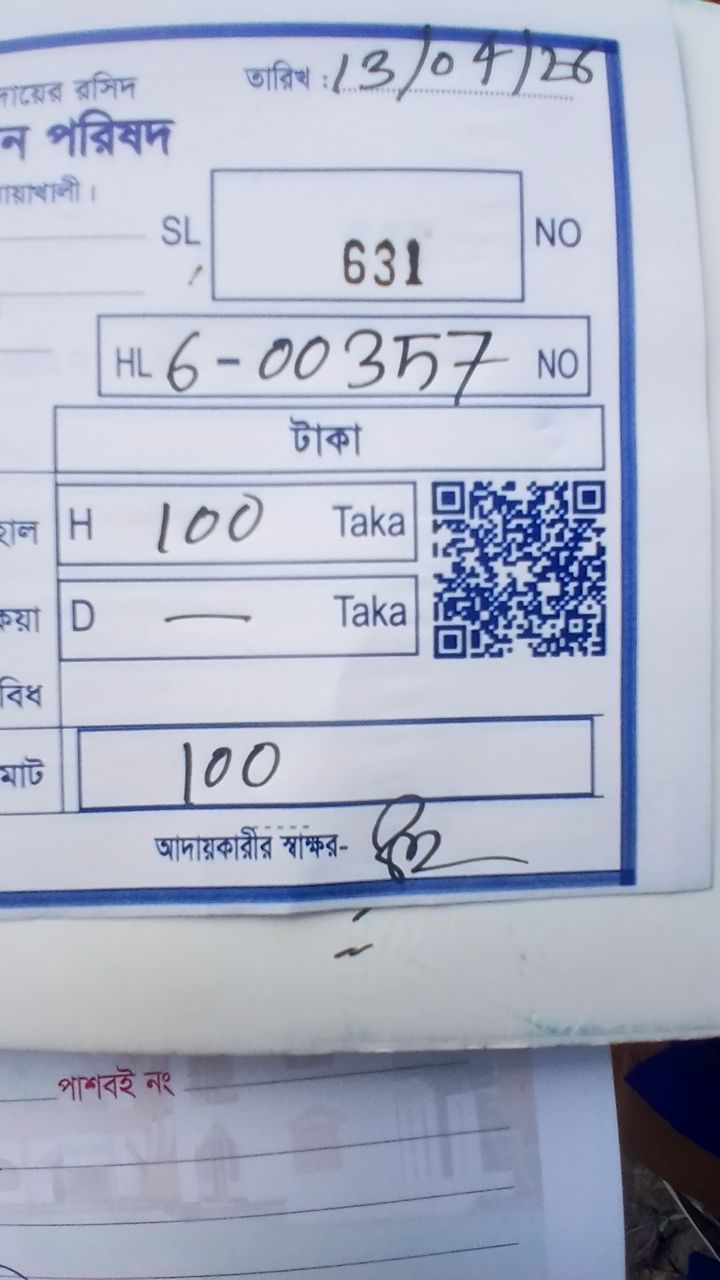 দায়ের রসিদ তারিখ : 13/04/26
ন পরিষদ
য়াখালী।
SL 631 NO
HL 6-00357 NO
টাকা
হাল H 100 Taka
কয়া D — Taka
বিধ
মোট 100
আদায়কারীর স্বাক্ষর-
পাশবই নং